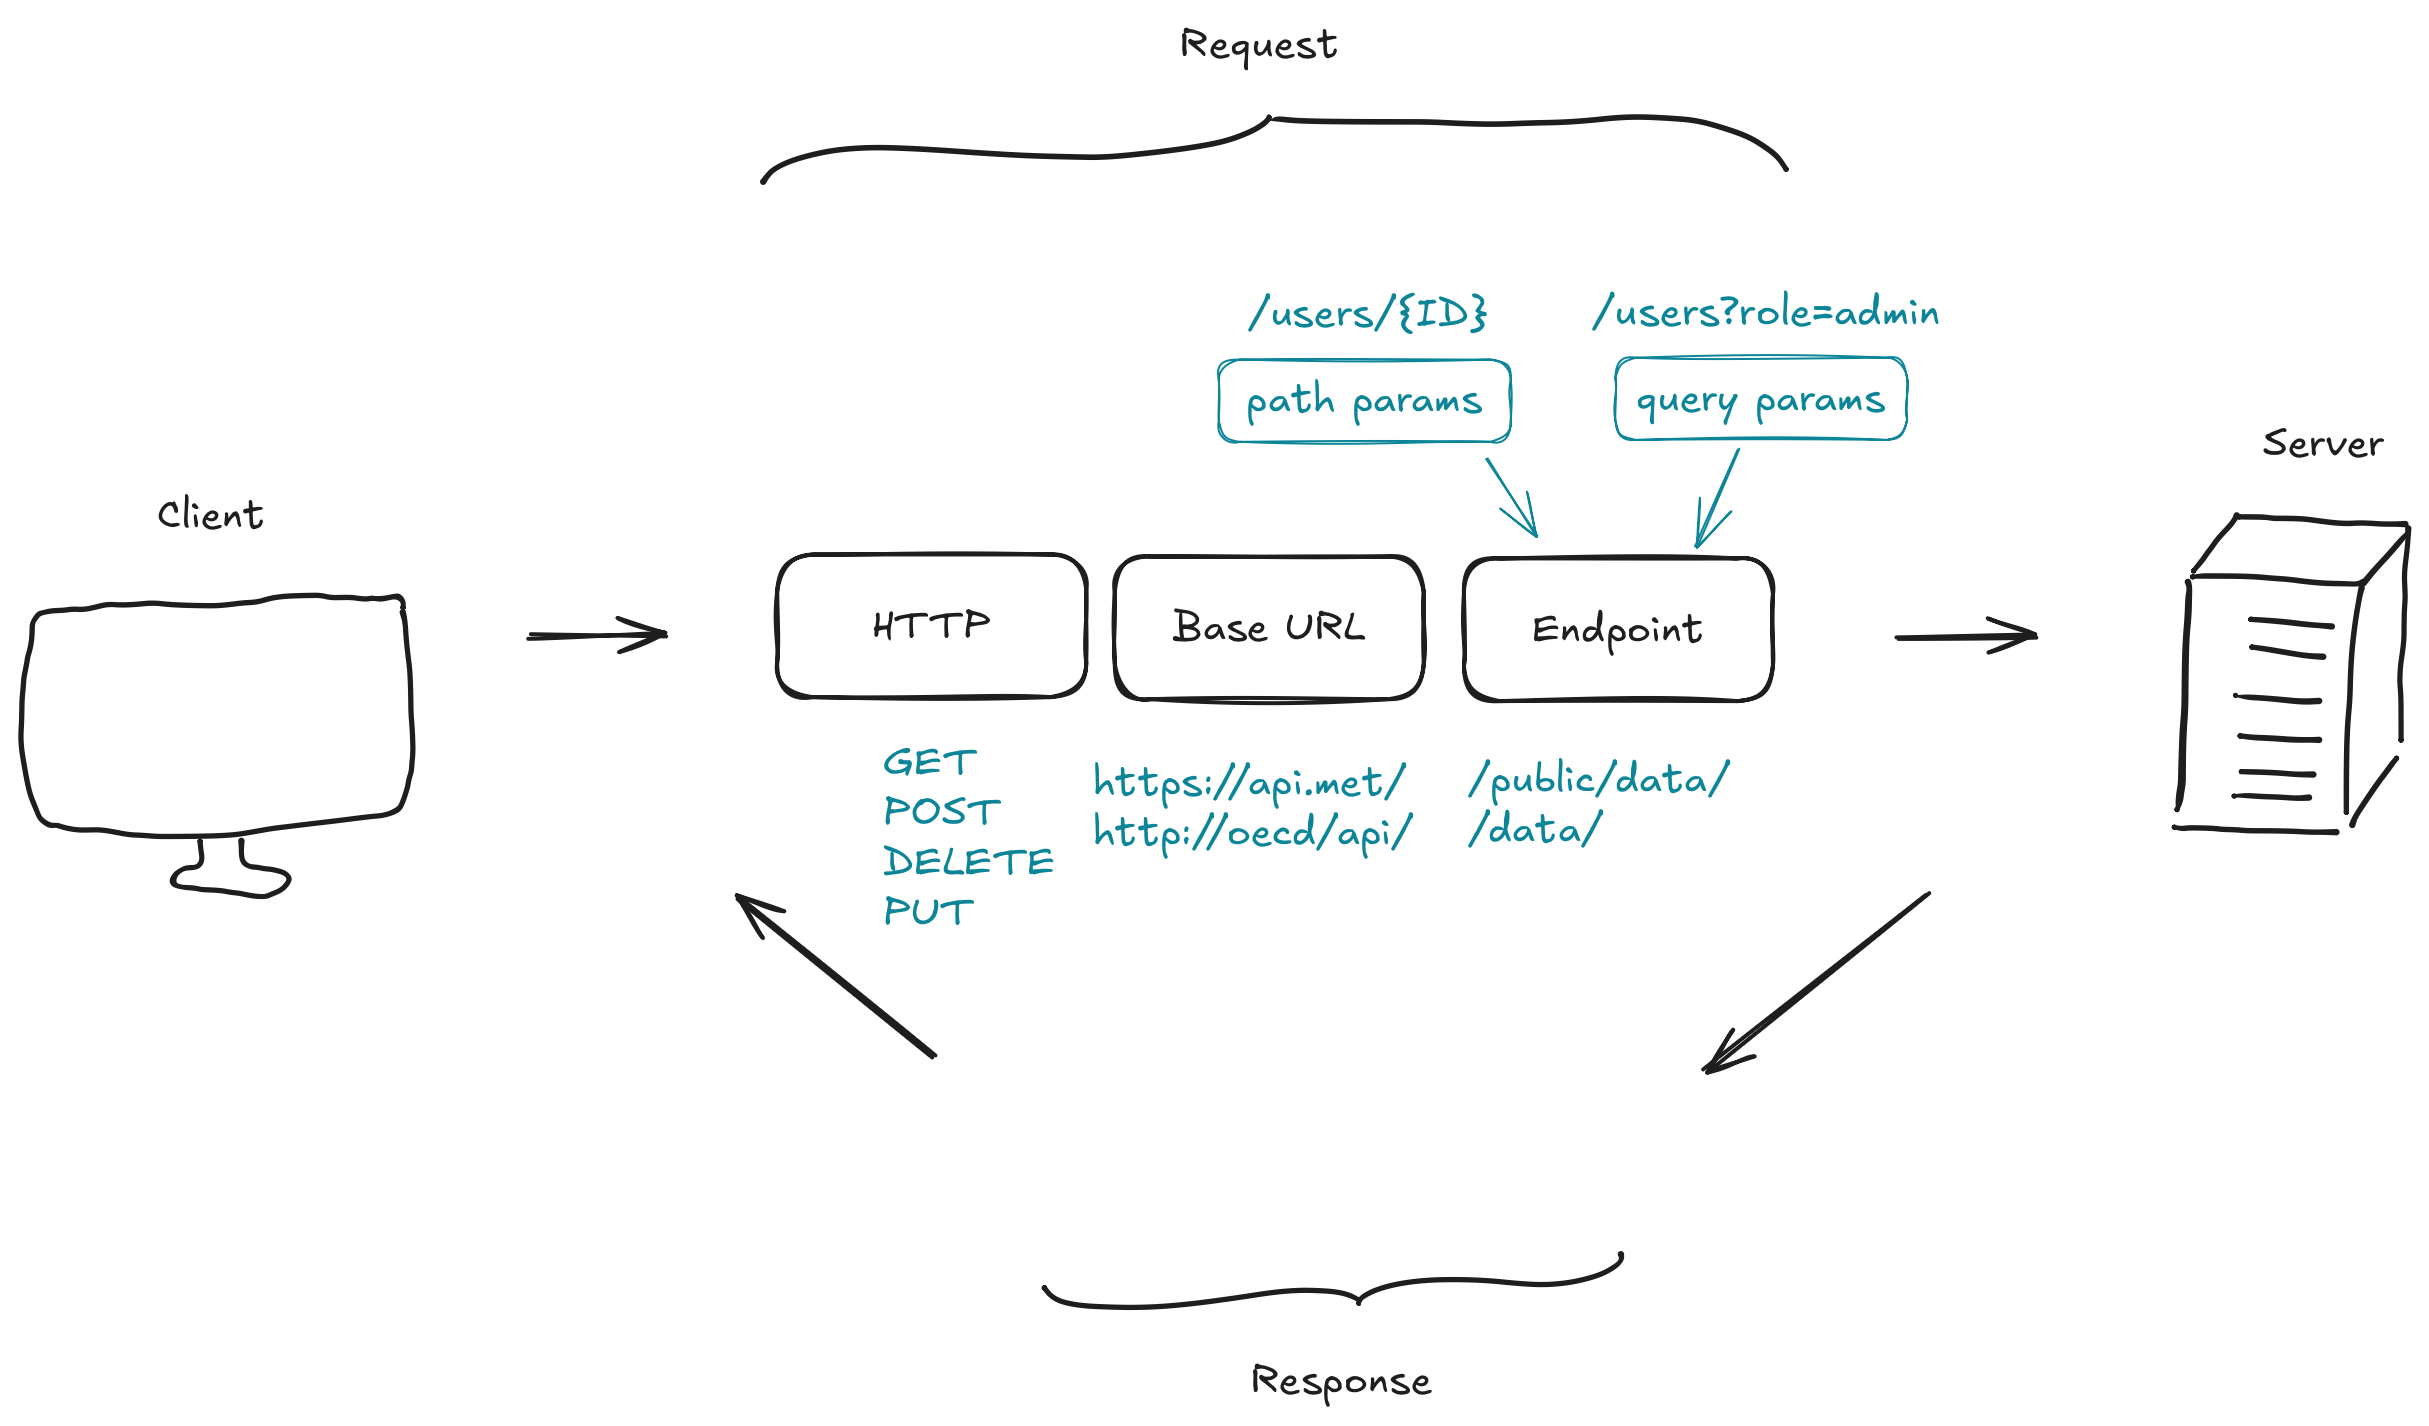 Request
/users/{ID}
/users?role=admin
path params
query params
Server
Client
HTTP
Base URL
Endpoint
GET
POST
DELETE
PUT
https://api.met/
http://oecd/api/
/public/data/
/data/
Response